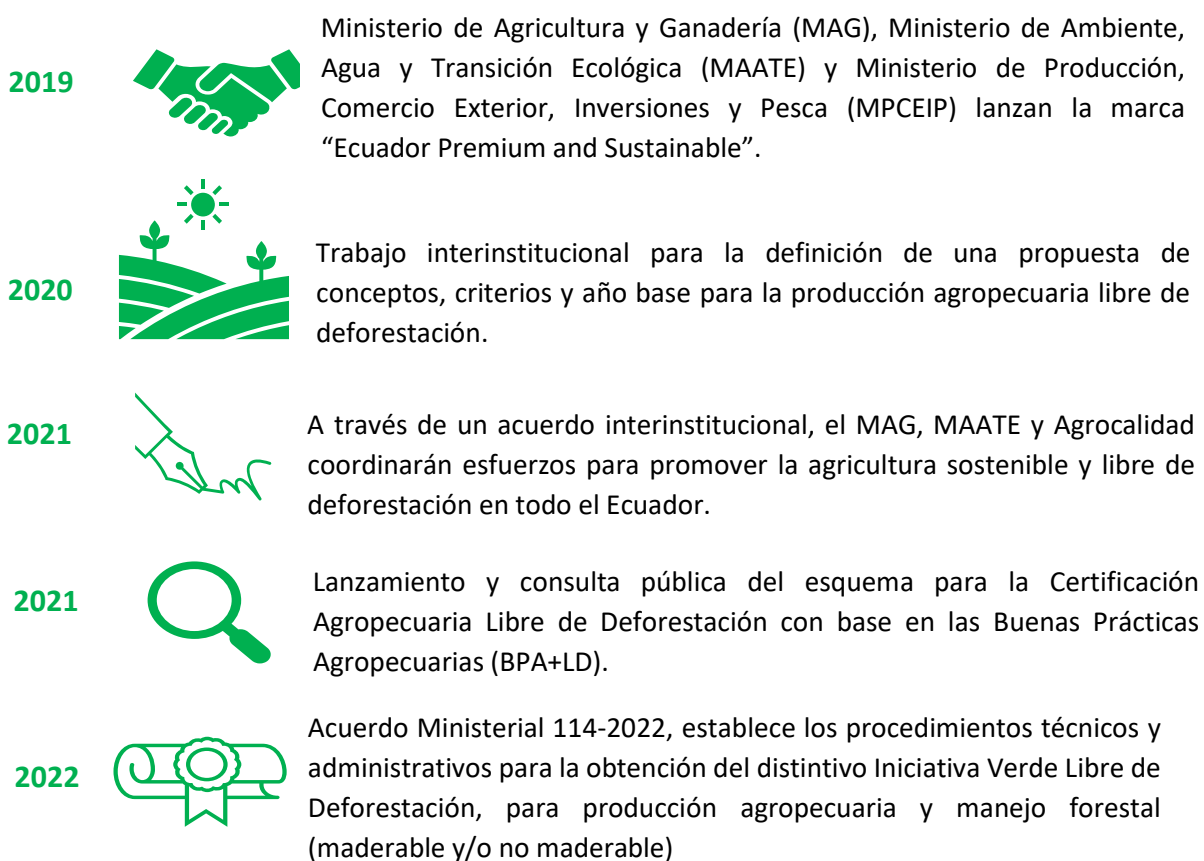 2019
Ministerio de Agricultura y Ganadería (MAG), Ministerio de Ambiente,
Agua y Transición Ecológica (MAATE) y Ministerio de Producción,
Comercio Exterior, Inversiones y Pesca (MPCEIP) lanzan la marca
“Ecuador Premium and Sustainable”.
2020
Trabajo interinstitucional para la definición de una propuesta de
conceptos, criterios y año base para la producción agropecuaria libre de
deforestación.
2021
A través de un acuerdo interinstitucional, el MAG, MAATE y Agrocalidad
coordinarán esfuerzos para promover la agricultura sostenible y libre de
deforestación en todo el Ecuador.
2021
Lanzamiento y consulta pública del esquema para la Certificación
Agropecuaria Libre de Deforestación con base en las Buenas Prácticas
Agropecuarias (BPA+LD).
2022
Acuerdo Ministerial 114-2022, establece los procedimientos técnicos y
administrativos para la obtención del distintivo Iniciativa Verde Libre de
Deforestación, para producción agropecuaria y manejo forestal
(maderable y/o no maderable)